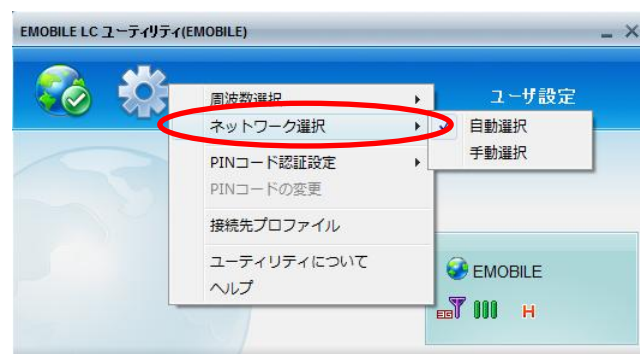 EMOBILE LC ユーティリティ(EMOBILE)
ユーザ設定
周波数選択
ネットワーク選択
自動選択
手動選択
PINコード認証設定
PINコードの変更
接続先プロファイル
ユーティリティについて
ヘルプ
EMOBILE
3G
H